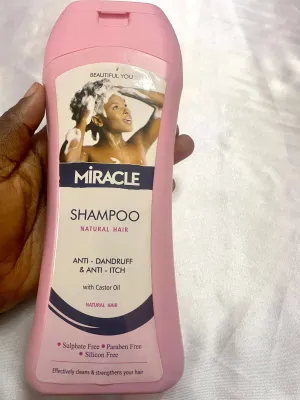 BEAUTIFUL YOU
MiRACLE
SHAMPOO
NATURAL HAIR
ANTI - DANDRUFF
& ANTI - ITCH
with Castor Oil
NATURAL HAIR
• Sulphate Free • Paraben Free
• Silicon Free
Effectively cleans & strengthens your hair